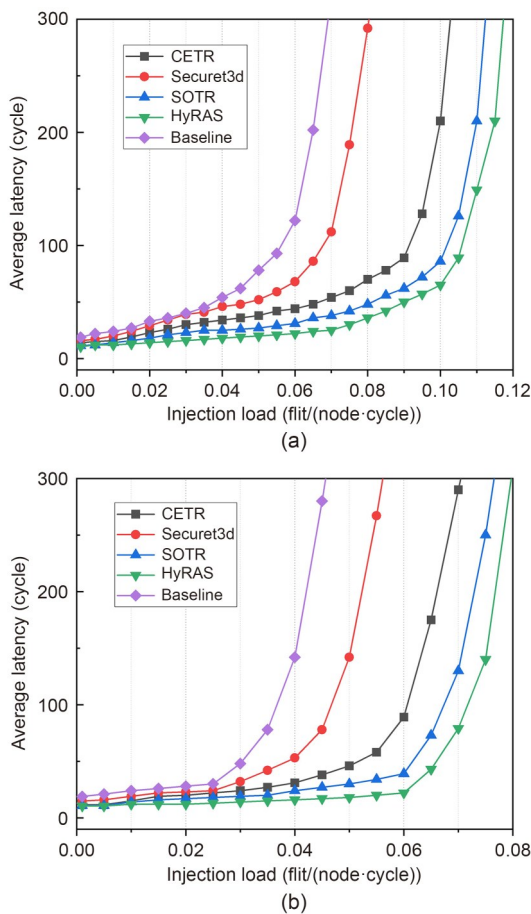 300
200
100
0
Average latency (cycle)
CETR
Securet3d
SOTR
HyRAS
Baseline
0.00 0.02 0.04 0.06 0.08 0.10 0.12
Injection load (flit/(node·cycle))
(a)
300
200
100
0
Average latency (cycle)
CETR
Securet3d
SOTR
HyRAS
Baseline
0.00 0.02 0.04 0.06 0.08
Injection load (flit/(node·cycle))
(b)